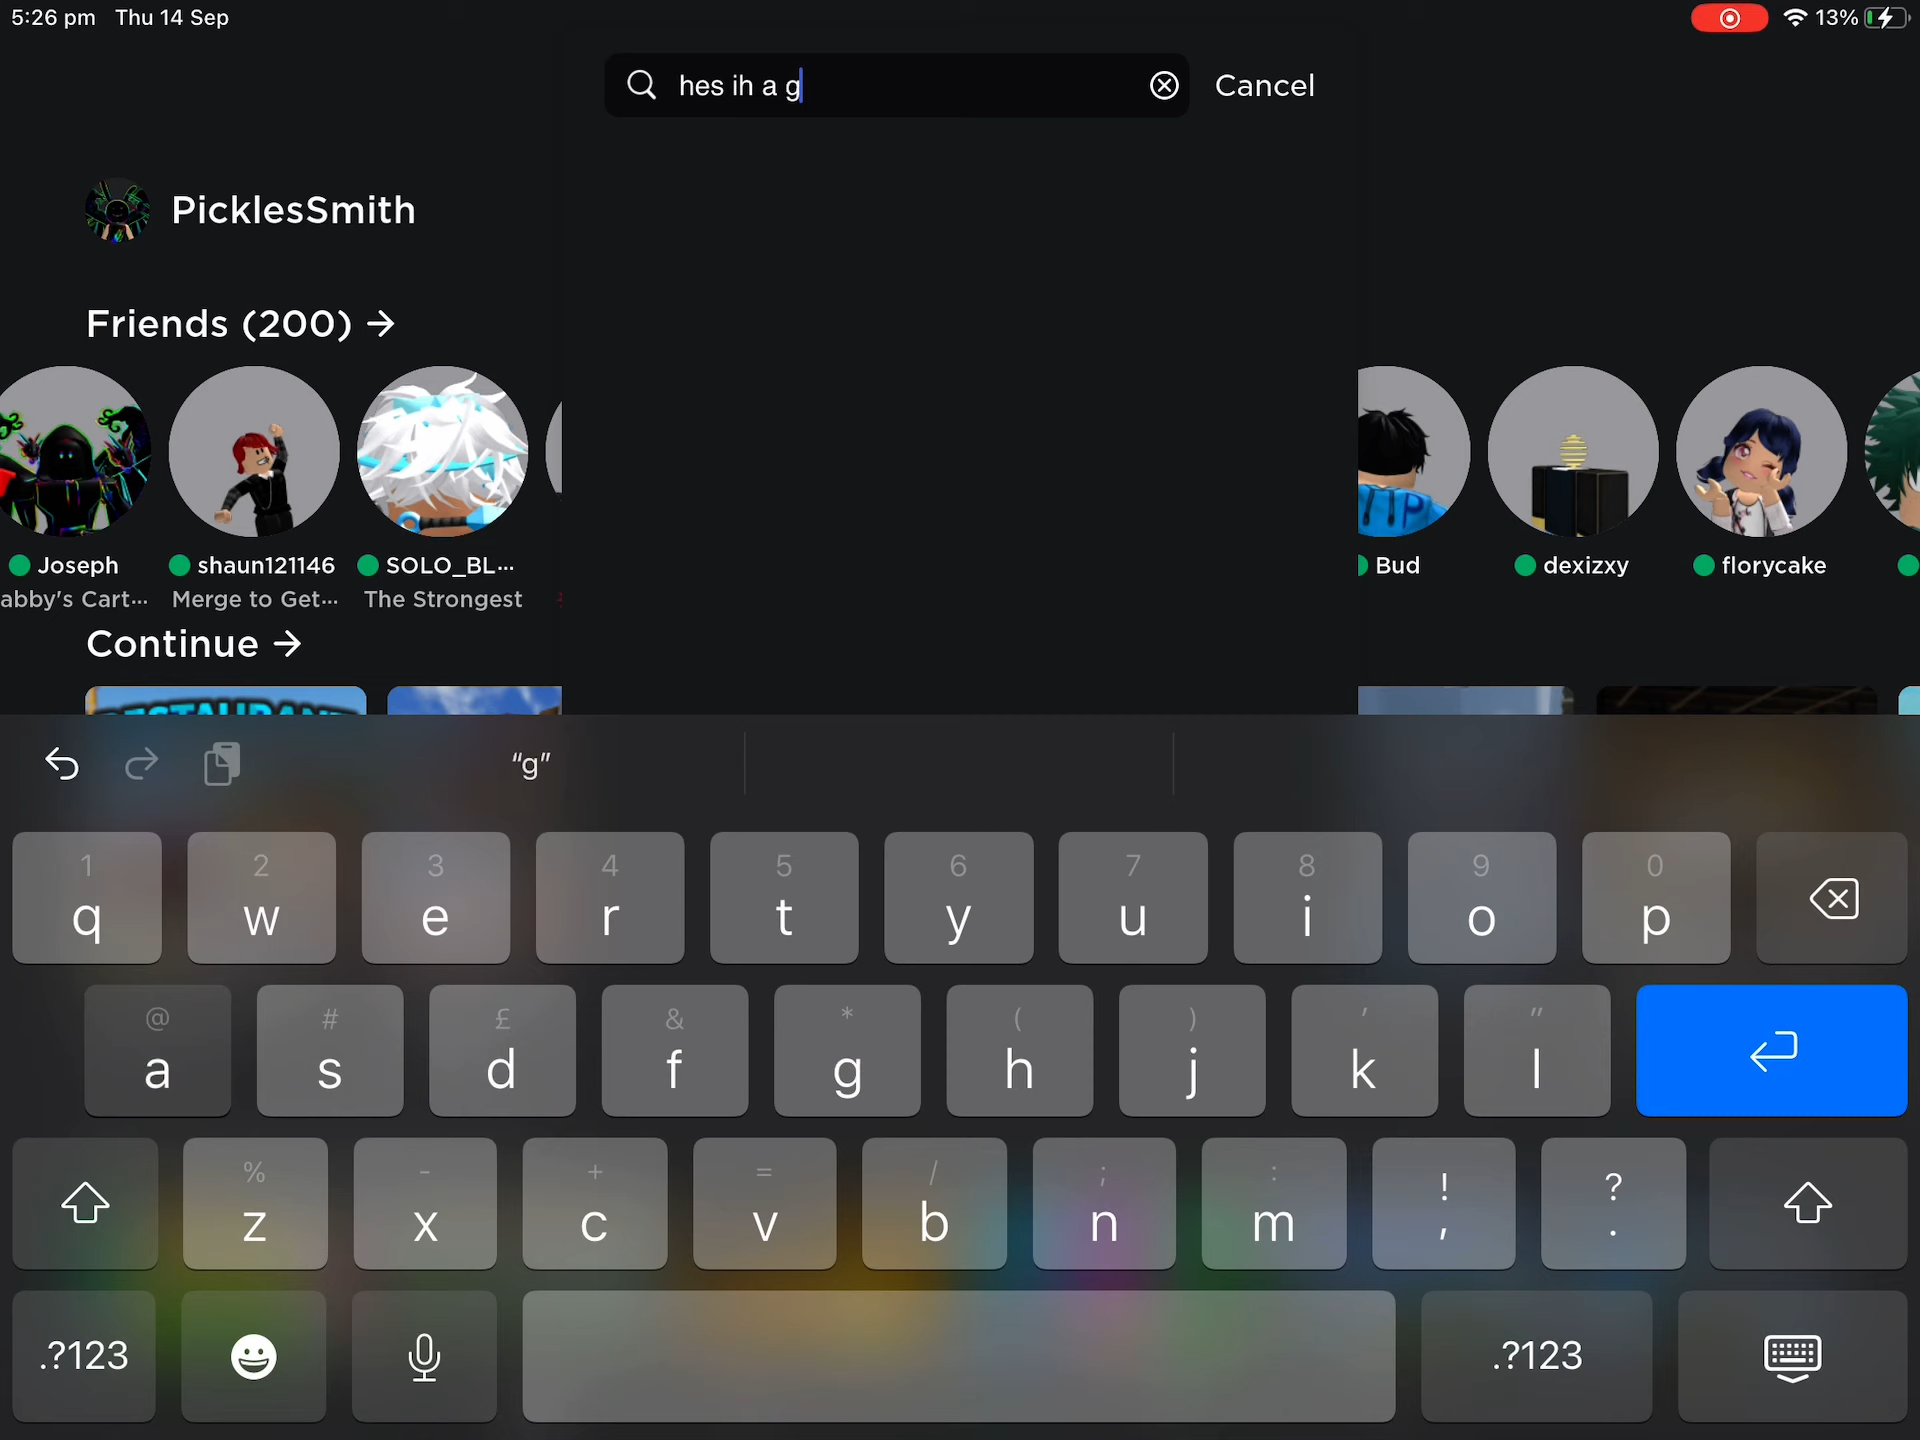 5:26 pm Thu 14 Sep
13%
hes ih a g
Cancel
PicklesSmith
Friends (200) →
Joseph
shaun121146
SOLO_BL...
Bud
dexizxy
florycake
abby's Cart...
Merge to Get...
The Strongest
Continue →
RESTAURANT
TIP
“g”
1 2 3 4 5 6 7 8 9 0
q w e r t y u i o p
@ # £ & * ( ) ' "
a s d f g h j k l
% - + = / ; : ! ?
z x c v b n m , .
.?123
.?123